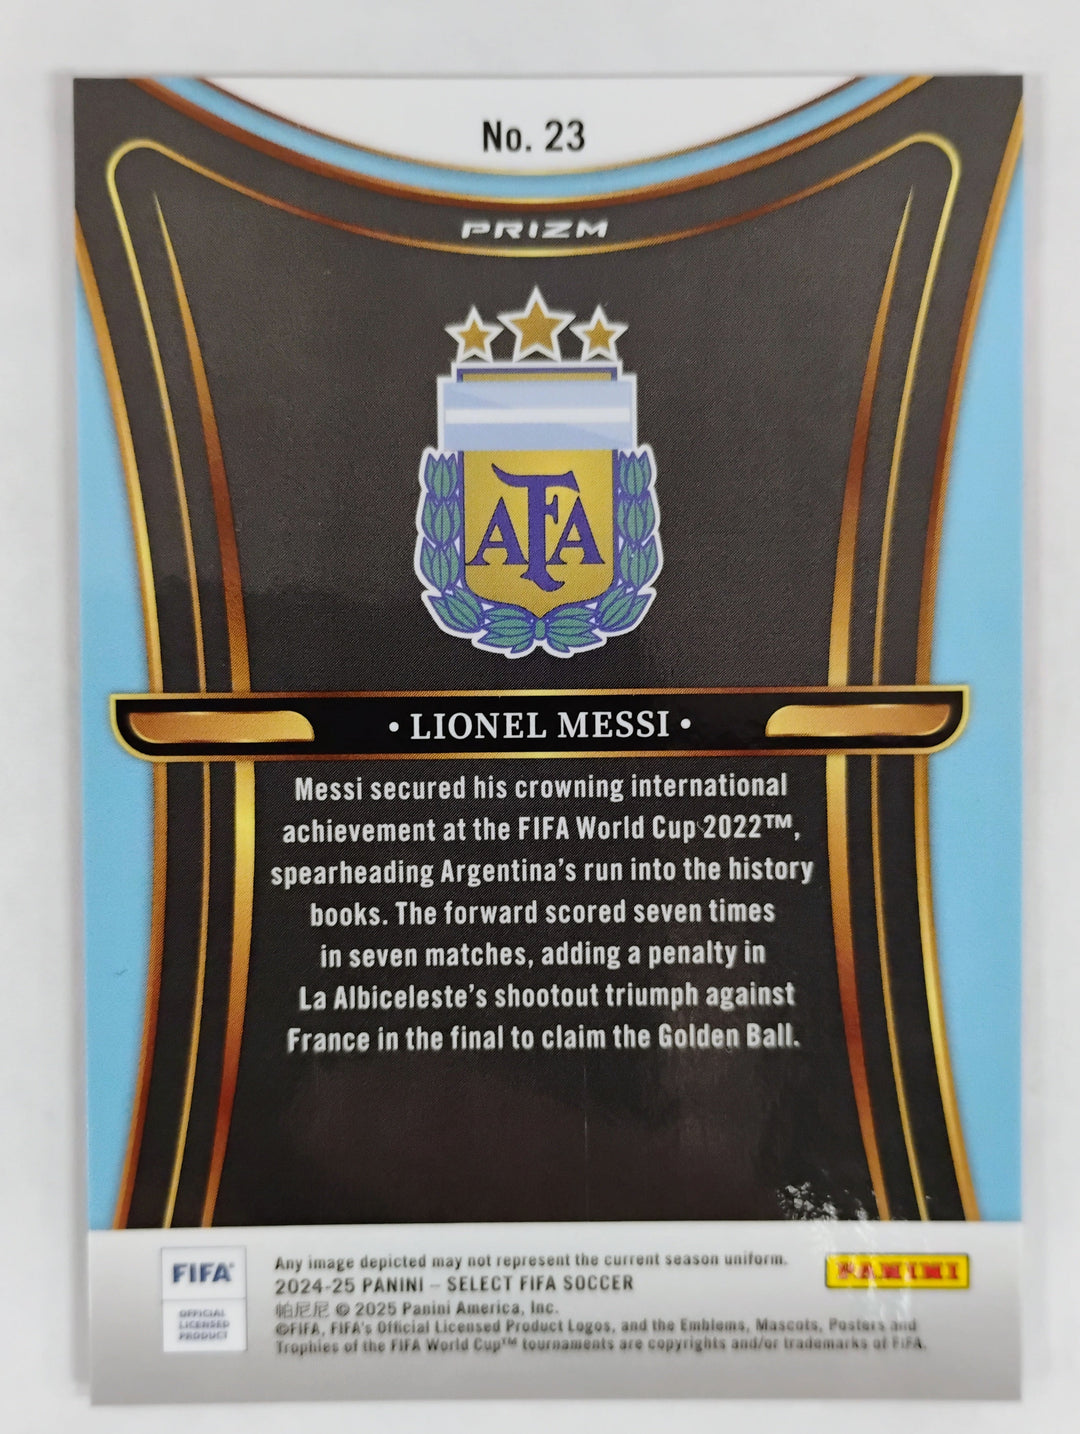 No. 23
PRIZM
AFA
• LIONEL MESSI •
Messi secured his crowning international
achievement at the FIFA World Cup 2022™,
spearheading Argentina's run into the history
books. The forward scored seven times
in seven matches, adding a penalty in
La Albiceleste's shootout triumph against
France in the final to claim the Golden Ball.
FIFA®
OFFICIAL
LICENSED
PRODUCT
Any image depicted may not represent the current season uniform.
2024-25 PANINI – SELECT FIFA SOCCER
帕尼尼 © 2025 Panini America, Inc.
©FIFA, FIFA's Official Licensed Product Logos, and the Emblems, Mascots, Posters and
Trophies of the FIFA World Cup™ tournaments are copyrights and/or trademarks of FIFA.
PANINI